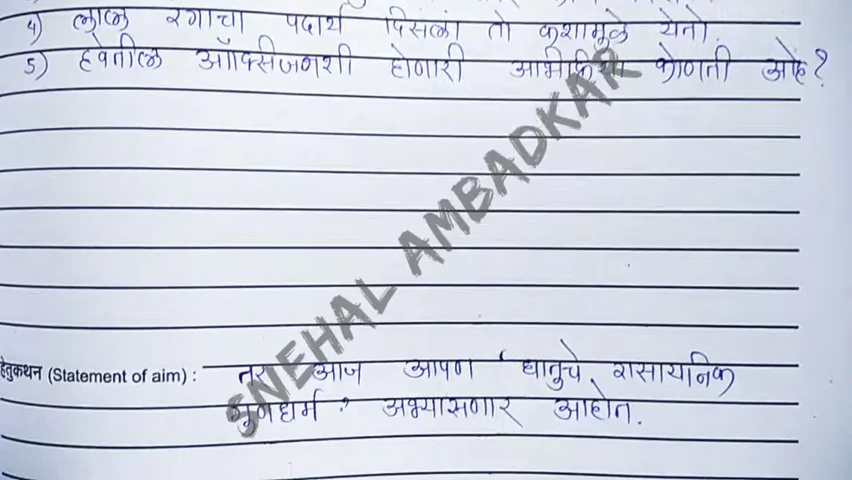 4) लाल रंगाचा पदार्थ दिसला तो कशामुळे येतो.
5) हवेतील ऑक्सीजनशी होणारी अभिक्रिया कोणती आहे?
हेतुकथन (Statement of aim) : तर आज आपण 'धातुचे रासायनिक
गुणधर्म' अभ्यासणार आहोत.
SNEHAL AMBADKAR